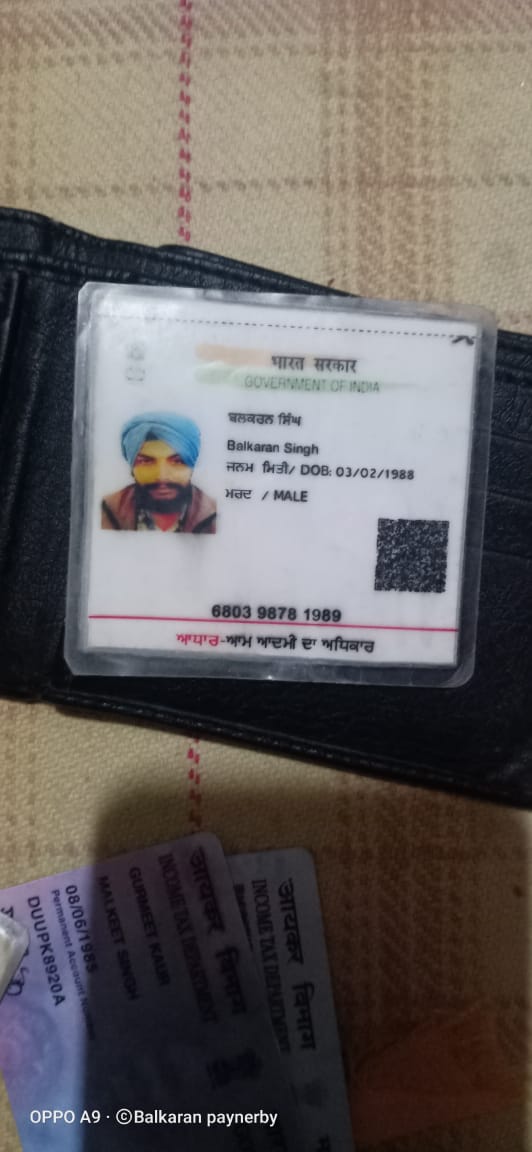 भारत सरकार
GOVERNMENT OF INDIA
ਬਲਕਰਨ ਸਿੰਘ
Balkaran Singh
ਜਨਮ ਮਿਤੀ/ DOB: 03/02/1988
ਮਰਦ / MALE
6803 9878 1989
ਆਧਾਰ-ਆਮ ਆਦਮੀ ਦਾ ਅਧਿਕਾਰ
आयकर विभाग
INCOME TAX DEPARTMENT
GURMEET KAUR
MALKEET SINGH
08/06/1985
Permanent Account Number
DUUPK8920A
आयकर विभाग
INCOME TAX DEPARTMENT
OPPO A9 · ©Balkaran paynerby